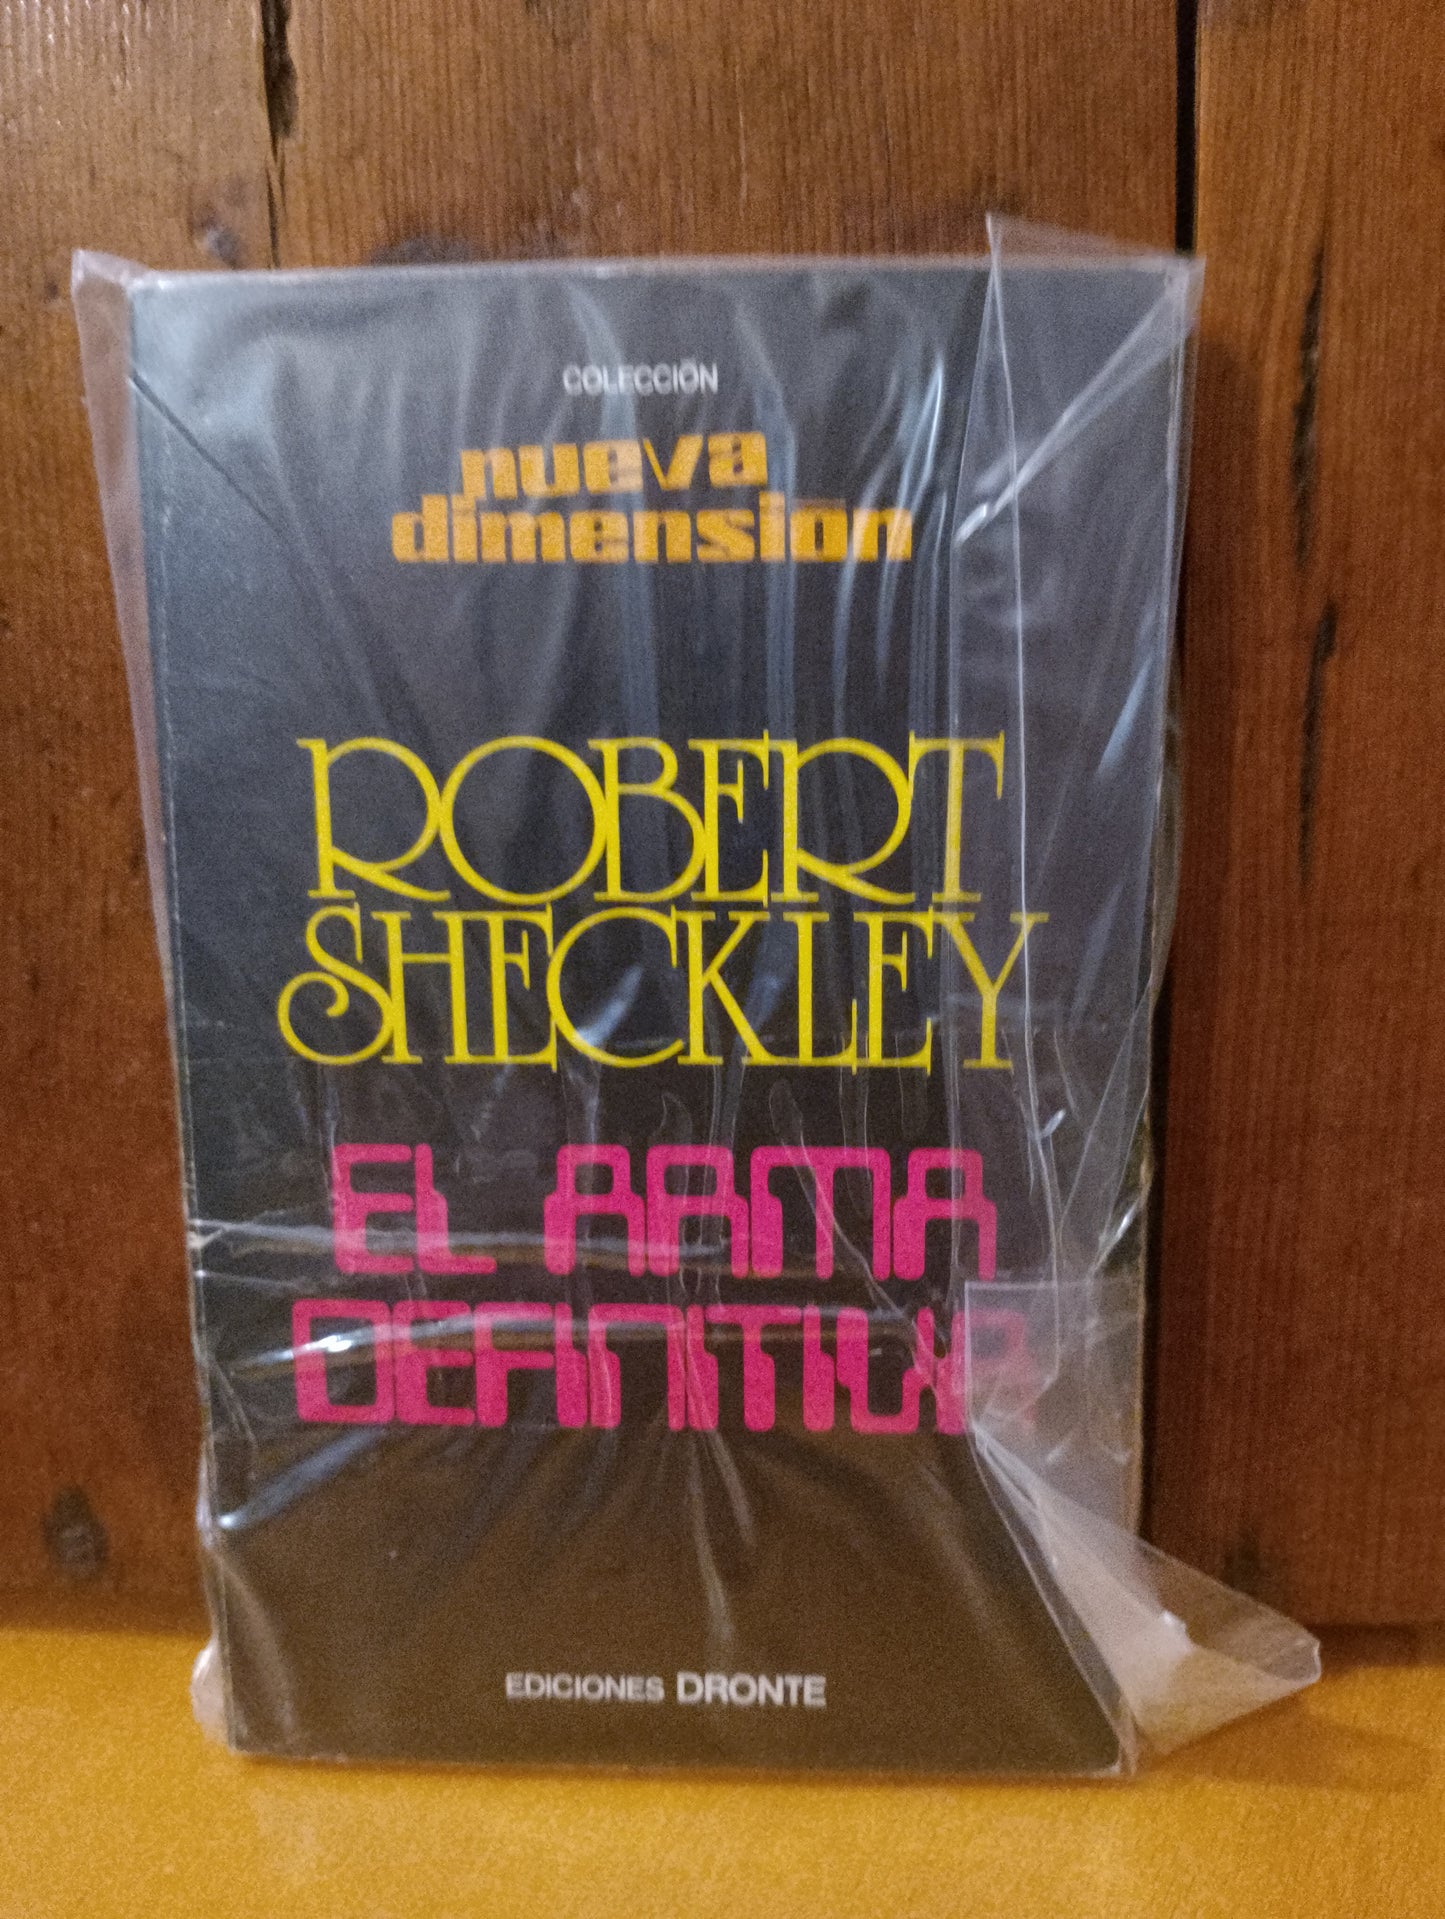 COLECCIÓN
nueva
dimension
ROBERT
SHECKLEY
EL ARMA
DEFINITIVA
EDICIONES DRONTE